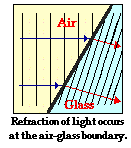 Air
Glass
Refraction of light occurs
at the air-glass boundary.